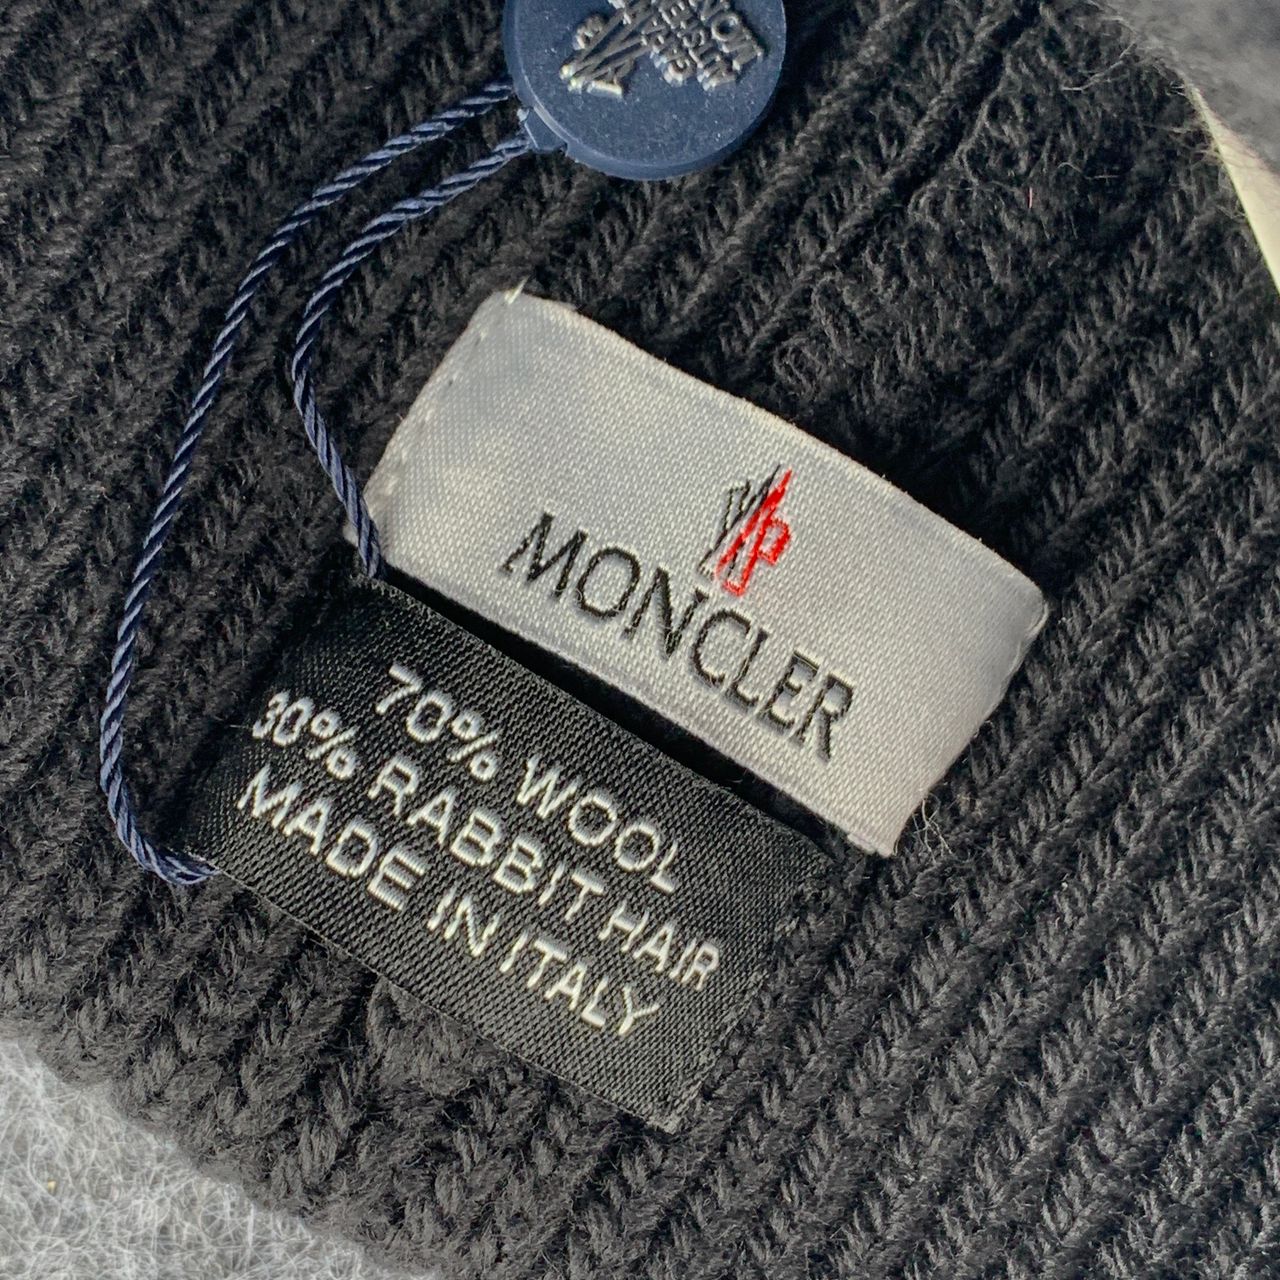 MONCLER
70% WOOL
30% RABBIT HAIR
MADE IN ITALY